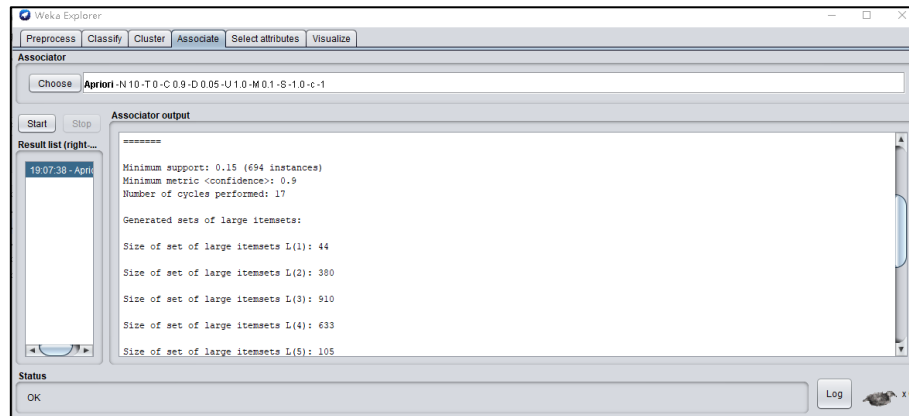 Weka Explorer
Preprocess Classify Cluster Associate Select attributes Visualize
Associator
Choose Apriori -N 10 -T 0 -C 0.9 -D 0.05 -U 1.0 -M 0.1 -S -1.0 -c -1
Start Stop
Result list (right-...
19:07:38 - Aprio
Associator output
=======
Minimum support: 0.15 (694 instances)
Minimum metric <confidence>: 0.9
Number of cycles performed: 17
Generated sets of large itemsets:
Size of set of large itemsets L(1): 44
Size of set of large itemsets L(2): 380
Size of set of large itemsets L(3): 910
Size of set of large itemsets L(4): 633
Size of set of large itemsets L(5): 105
Status
OK
Log
x